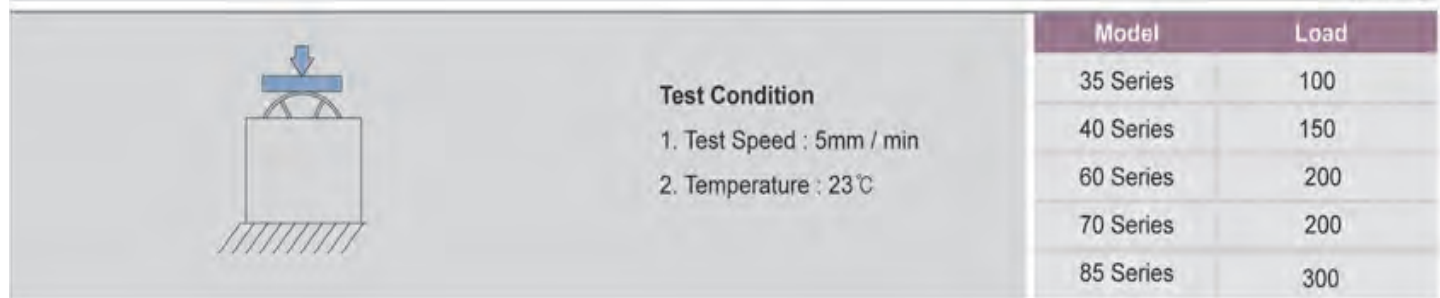 Test Condition
1. Test Speed : 5mm / min
2. Temperature : 23℃
Model Load
35 Series 100
40 Series 150
60 Series 200
70 Series 200
85 Series 300